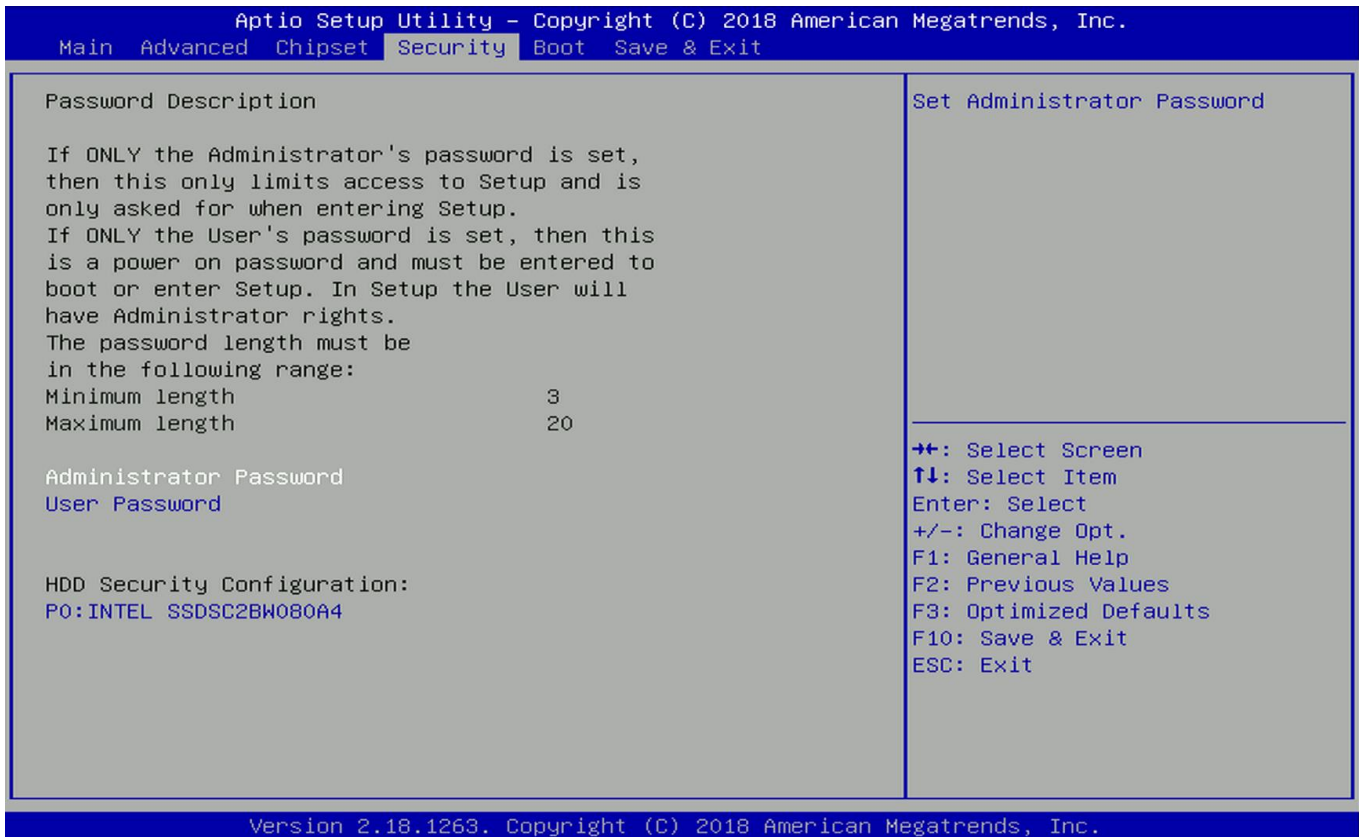 Aptio Setup Utility – Copyright (C) 2018 American Megatrends, Inc.
Main Advanced Chipset Security Boot Save & Exit
Password Description
If ONLY the Administrator's password is set,
then this only limits access to Setup and is
only asked for when entering Setup.
If ONLY the User's password is set, then this
is a power on password and must be entered to
boot or enter Setup. In Setup the User will
have Administrator rights.
The password length must be
in the following range:
Minimum length 3
Maximum length 20
Administrator Password
User Password
HDD Security Configuration:
P0:INTEL SSDSC2BW080A4
Set Administrator Password
→←: Select Screen
↑↓: Select Item
Enter: Select
+/-: Change Opt.
F1: General Help
F2: Previous Values
F3: Optimized Defaults
F10: Save & Exit
ESC: Exit
Version 2.18.1263. Copyright (C) 2018 American Megatrends, Inc.